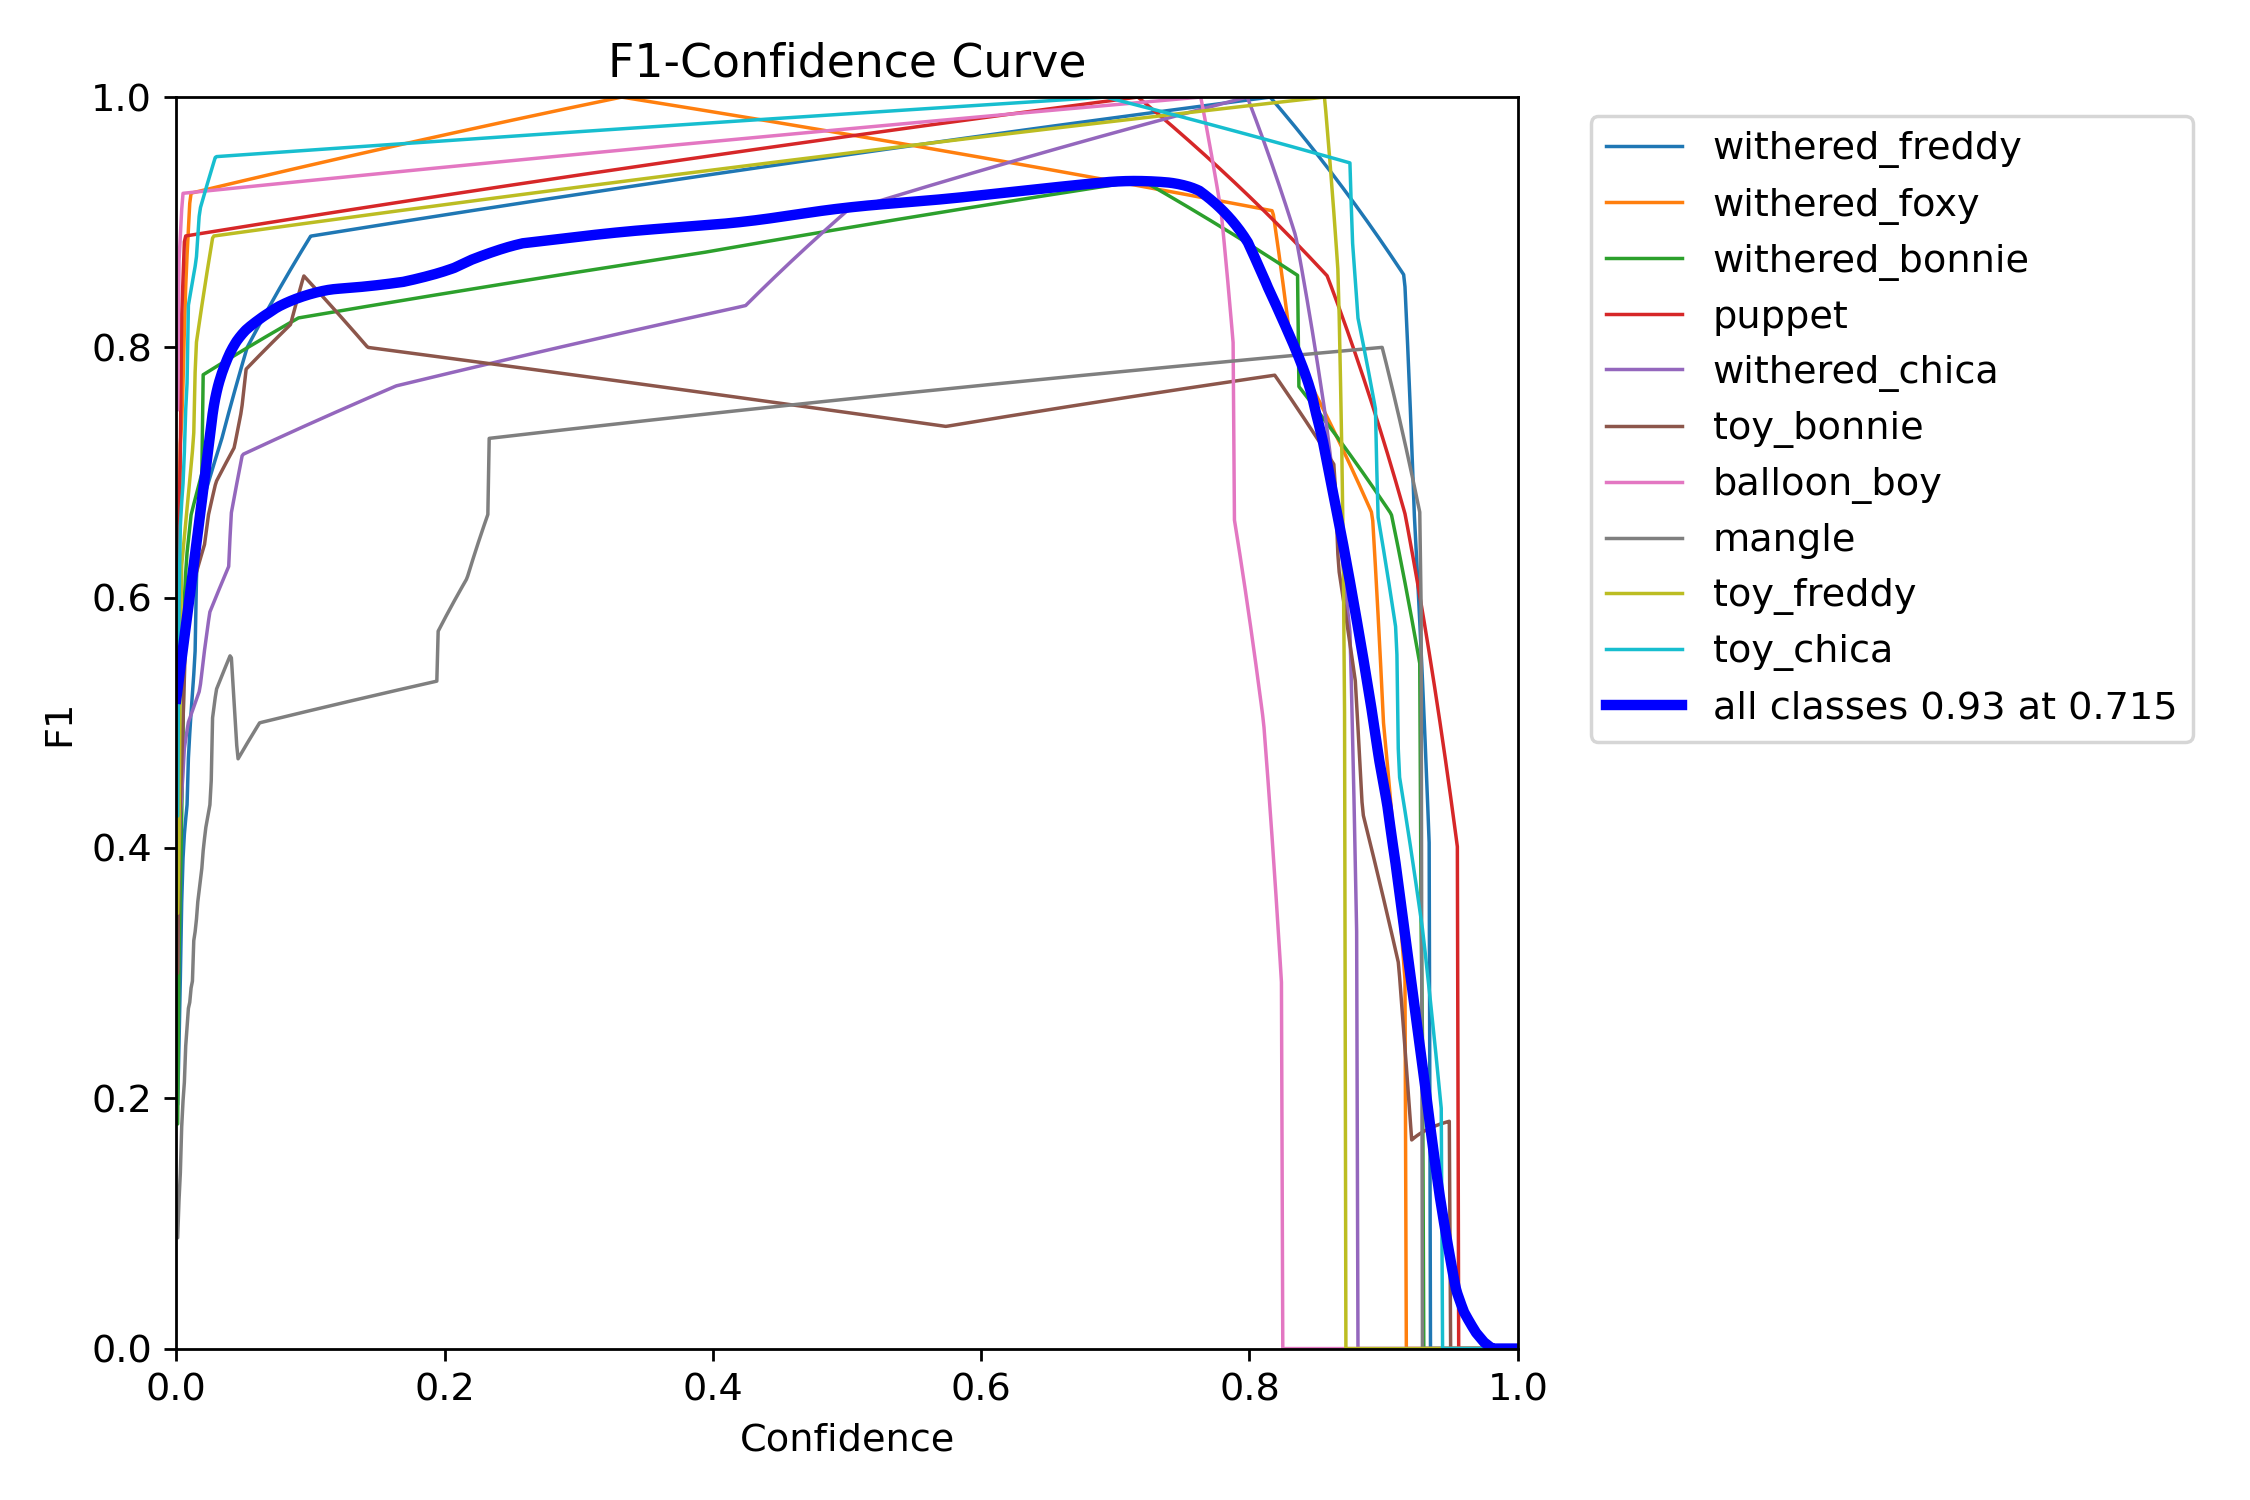 F1-Confidence Curve
1.0
0.8
0.6
0.4
0.2
0.0
F1
0.0 0.2 0.4 0.6 0.8 1.0
Confidence
withered_freddy
withered_foxy
withered_bonnie
puppet
withered_chica
toy_bonnie
balloon_boy
mangle
toy_freddy
toy_chica
all classes 0.93 at 0.715